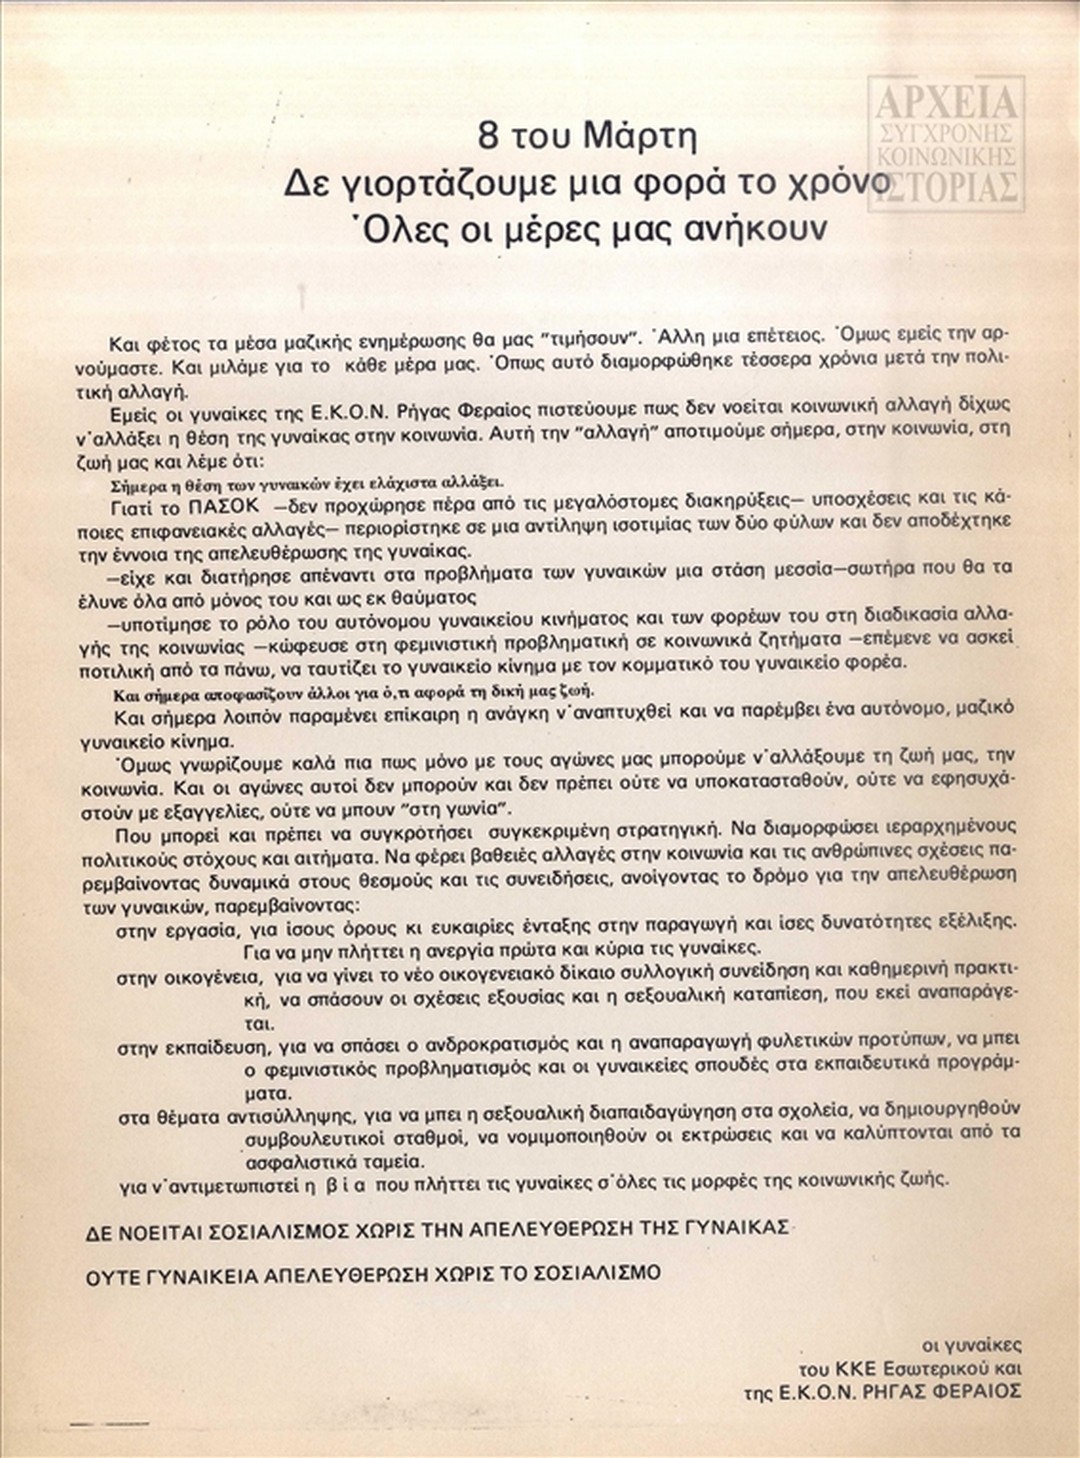 ΑΡΧΕΙΑ
ΣΥΓΧΡΟΝΗΣ
ΚΟΙΝΩΝΙΚΗΣ
ΙΣΤΟΡΙΑΣ
8 του Μάρτη
Δε γιορτάζουμε μια φορά το χρόνο
Όλες οι μέρες μας ανήκουν
Και φέτος τα μέσα μαζικής ενημέρωσης θα μας "τιμήσουν". Άλλη μια επέτειος. Όμως εμείς την αρ-
νούμαστε. Και μιλάμε για το κάθε μέρα μας. Όπως αυτό διαμορφώθηκε τέσσερα χρόνια μετά την πολι-
τική αλλαγή.
Εμείς οι γυναίκες της Ε.Κ.Ο.Ν. Ρήγας Φεραίος πιστεύουμε πως δεν νοείται κοινωνική αλλαγή δίχως
ν'αλλάξει η θέση της γυναίκας στην κοινωνία. Αυτή την "αλλαγή" αποτιμούμε σήμερα, στην κοινωνία, στη
ζωή μας και λέμε ότι:
Σήμερα η θέση των γυναικών έχει ελάχιστα αλλάξει.
Γιατί το ΠΑΣΟΚ —δεν προχώρησε πέρα από τις μεγαλόστομες διακηρύξεις— υποσχέσεις και τις κά-
ποιες επιφανειακές αλλαγές— περιορίστηκε σε μια αντίληψη ισοτιμίας των δύο φύλων και δεν αποδέχτηκε
την έννοια της απελευθέρωσης της γυναίκας.
—είχε και διατήρησε απέναντι στα προβλήματα των γυναικών μια στάση μεσσία—σωτήρα που θα τα
έλυνε όλα από μόνος του και ως εκ θαύματος
—υποτίμησε το ρόλο του αυτόνομου γυναικείου κινήματος και των φορέων του στη διαδικασία αλλα-
γής της κοινωνίας —κώφευσε στη φεμινιστική προβληματική σε κοινωνικά ζητήματα —επέμενε να ασκεί
ποτιλική από τα πάνω, να ταυτίζει το γυναικείο κίνημα με τον κομματικό του γυναικείο φορέα.
Και σήμερα αποφασίζουν άλλοι για ό,τι αφορά τη δική μας ζωή.
Και σήμερα λοιπόν παραμένει επίκαιρη η ανάγκη ν'αναπτυχθεί και να παρέμβει ένα αυτόνομο, μαζικό
γυναικείο κίνημα.
Όμως γνωρίζουμε καλά πια πως μόνο με τους αγώνες μας μπορούμε ν'αλλάξουμε τη ζωή μας, την
κοινωνία. Και οι αγώνες αυτοί δεν μπορούν και δεν πρέπει ούτε να υποκατασταθούν, ούτε να εφησυχά-
στούν με εξαγγελίες, ούτε να μπουν "στη γωνία".
Που μπορεί και πρέπει να συγκρότήσει συγκεκριμένη στρατηγική. Να διαμορφώσει ιεραρχημένους
πολιτικούς στόχους και αιτήματα. Να φέρει βαθειές αλλαγές στην κοινωνία και τις ανθρώπινες σχέσεις πα-
ρεμβαίνοντας δυναμικά στους θεσμούς και τις συνειδήσεις, ανοίγοντας το δρόμο για την απελευθέρωση
των γυναικών, παρεμβαίνοντας:
στην εργασία, για ίσους όρους κι ευκαιρίες ένταξης στην παραγωγή και ίσες δυνατότητες εξέλιξης.
Για να μην πλήττει η ανεργία πρώτα και κύρια τις γυναίκες.
στην οικογένεια, για να γίνει το νέο οικογενειακό δίκαιο συλλογική συνείδηση και καθημερινή πρακτι-
κή, να σπάσουν οι σχέσεις εξουσίας και η σεξουαλική καταπίεση, που εκεί αναπαράγε-
ται.
στην εκπαίδευση, για να σπάσει ο ανδροκρατισμός και η αναπαραγωγή φυλετικών προτύπων, να μπει
ο φεμινιστικός προβληματισμός και οι γυναικείες σπουδές στα εκπαιδευτικά προγράμ-
ματα.
στα θέματα αντισύλληψης, για να μπει η σεξουαλική διαπαιδαγώγηση στα σχολεία, να δημιουργηθούν
συμβουλευτικοί σταθμοί, να νομιμοποιηθούν οι εκτρώσεις και να καλύπτονται από τα
ασφαλιστικά ταμεία.
για ν'αντιμετωπιστεί η β ί α που πλήττει τις γυναίκες σ'όλες τις μορφές της κοινωνικής ζωής.
ΔΕ ΝΟΕΙΤΑΙ ΣΟΣΙΑΛΙΣΜΟΣ ΧΩΡΙΣ ΤΗΝ ΑΠΕΛΕΥΘΕΡΩΣΗ ΤΗΣ ΓΥΝΑΙΚΑΣ
ΟΥΤΕ ΓΥΝΑΙΚΕΙΑ ΑΠΕΛΕΥΘΕΡΩΣΗ ΧΩΡΙΣ ΤΟ ΣΟΣΙΑΛΙΣΜΟ
οι γυναίκες
του ΚΚΕ Εσωτερικού και
της Ε.Κ.Ο.Ν. ΡΗΓΑΣ ΦΕΡΑΙΟΣ